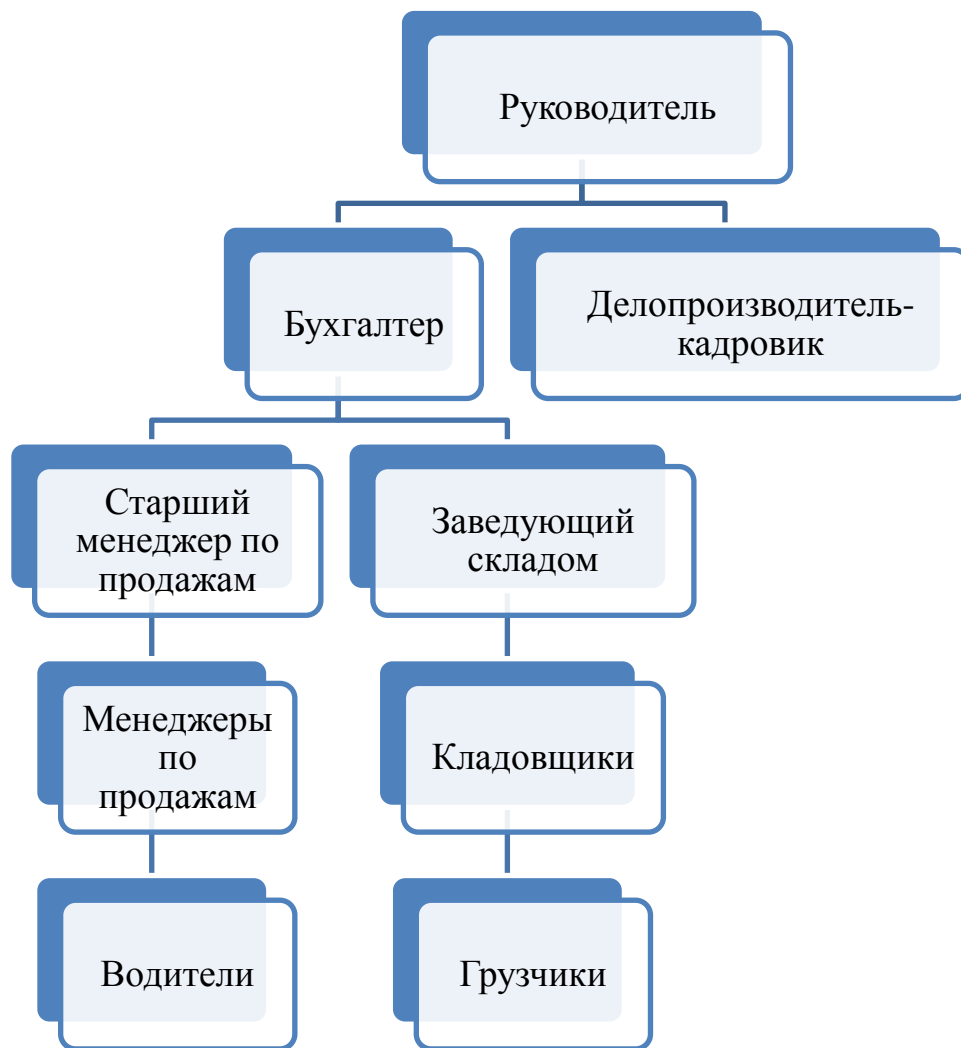 Руководитель
Бухгалтер
Делопроизводитель-
кадровик
Старший
менеджер по
продажам
Заведующий
складом
Менеджеры
по
продажам
Кладовщики
Водители
Грузчики